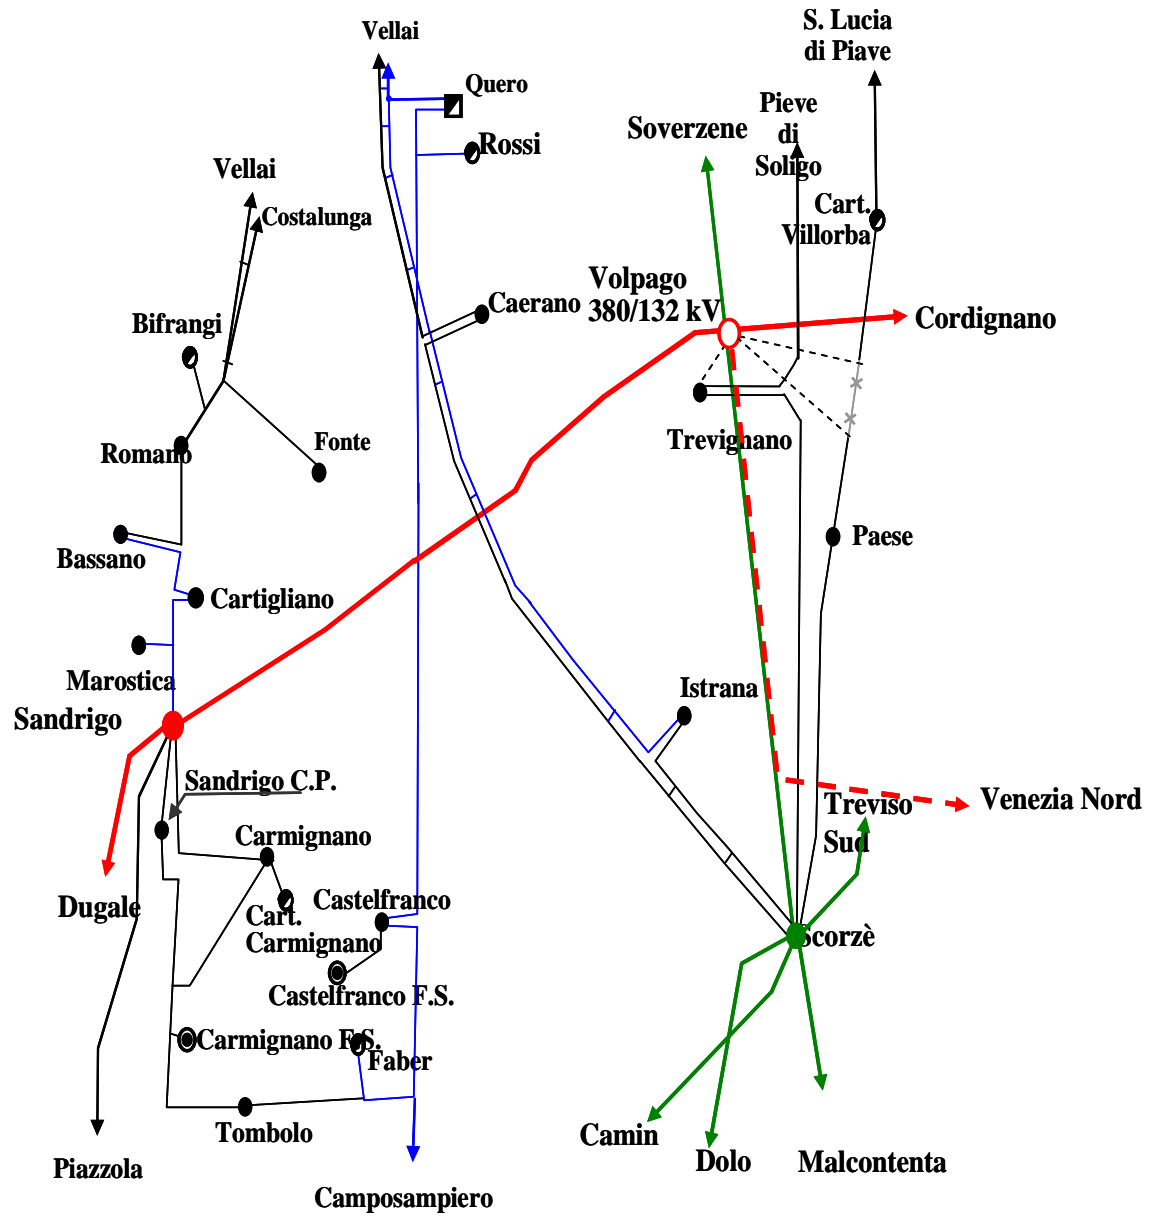 S. Lucia
di Piave
Vellai
Quero
Pieve
di
Soligo
Soverzene
Rossi
Vellai
Costalunga
Cart.
Villorba
Volpago
380/132 kV
Caerano
Cordignano
Bifrangi
Trevignano
Fonte
Romano
Paese
Bassano
Cartigliano
Marostica
Istrana
Sandrigo
Sandrigo C.P.
Venezia Nord
Treviso
Sud
Carmignano
Dugale
Castelfranco
Cart.
Carmignano
Scorzè
Castelfranco F.S.
Carmignano F.S.
Faber
Tombolo
Camin
Piazzola
Dolo
Malcontenta
Camposampiero